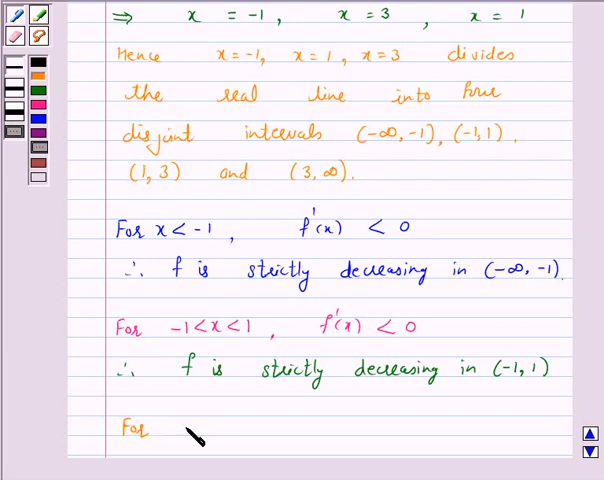 ⇒ x = -1, x = 3, x = 1
Hence x = -1, x = 1, x = 3 divides
the real line into four
disjoint intervals (-∞, -1), (-1, 1),
(1, 3) and (3, ∞).
For x < -1, f'(x) < 0
∴ f is strictly decreasing in (-∞, -1).
For -1 < x < 1, f'(x) < 0
∴ f is strictly decreasing in (-1, 1)
For